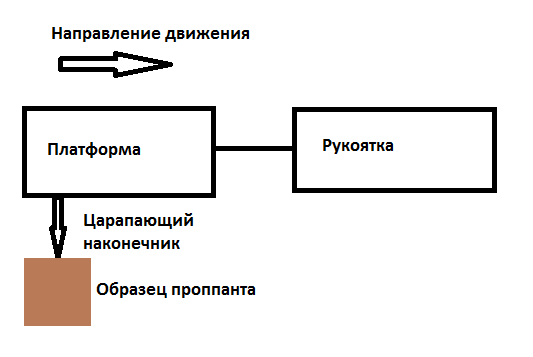 Направление движения
Платформа
Рукоятка
Царапающий
наконечник
Образец проппанта